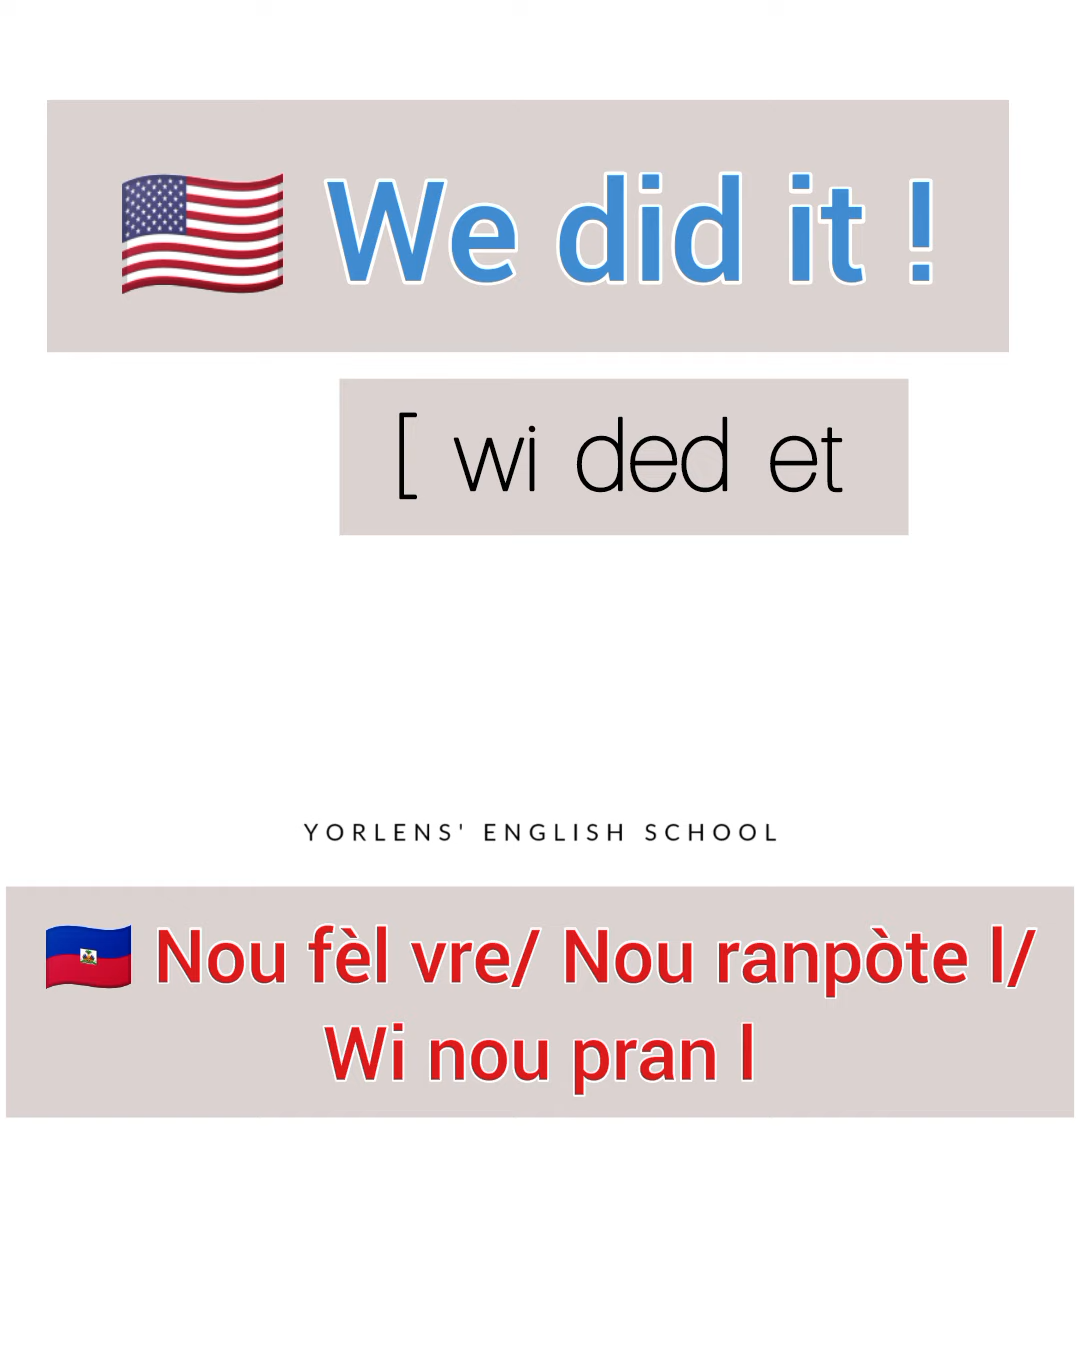 We did it !
[ wi ded et
YORLENS' ENGLISH SCHOOL
Nou fèl vre/ Nou ranpòte l/
Wi nou pran l